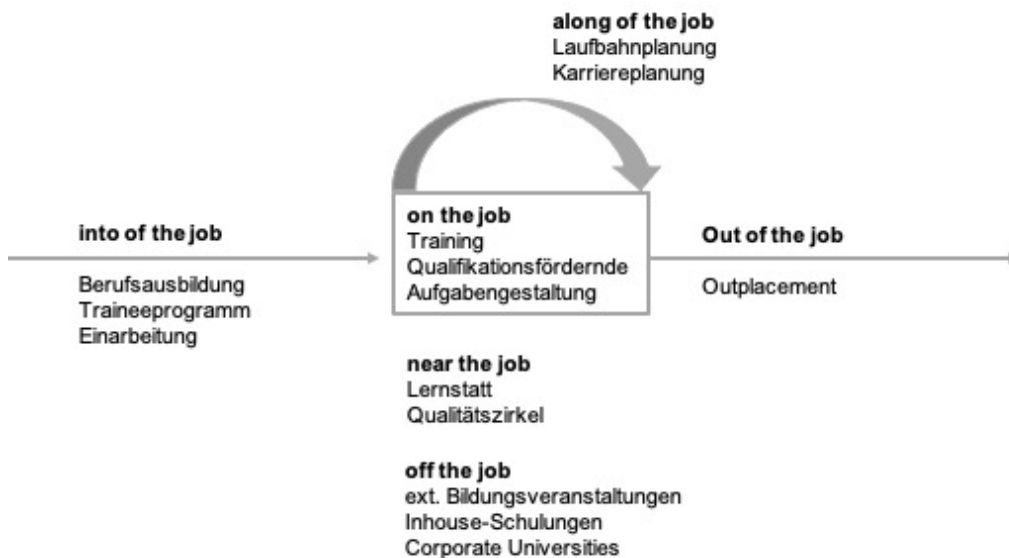 along of the job
Laufbahnplanung
Karriereplanung
into of the job
Berufsausbildung
Traineeprogramm
Einarbeitung
on the job
Training
Qualifikationsfördernde
Aufgabengestaltung
Out of the job
Outplacement
near the job
Lernstatt
Qualitätszirkel
off the job
ext. Bildungsveranstaltungen
Inhouse-Schulungen
Corporate Universities